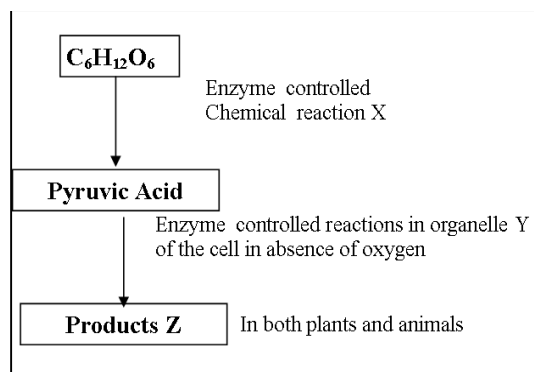 C₆H₁₂O₆
Enzyme controlled
Chemical reaction X
Pyruvic Acid
Enzyme controlled reactions in organelle Y
of the cell in absence of oxygen
Products Z
In both plants and animals